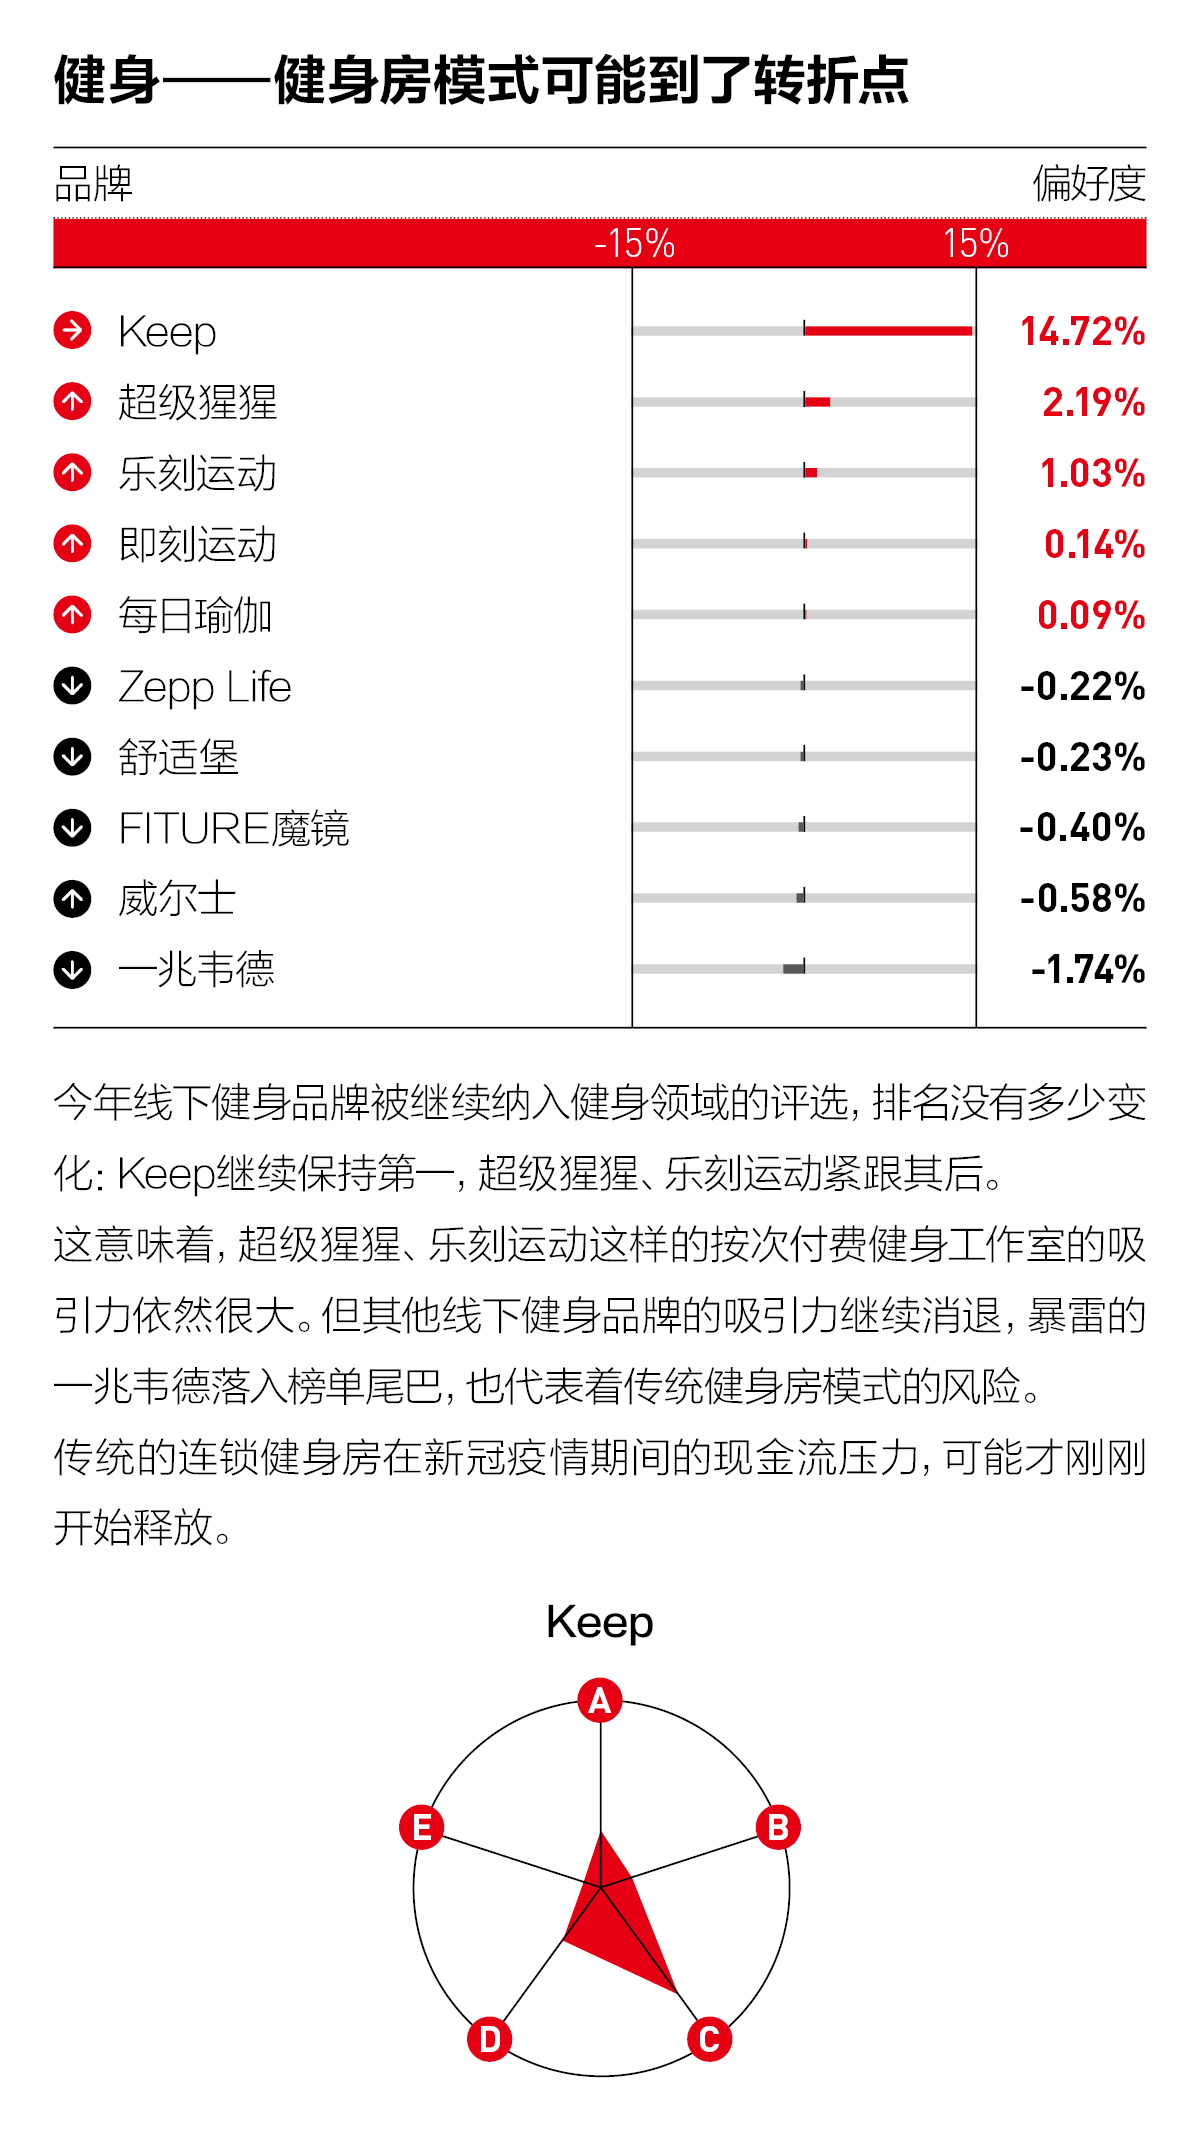 健身——健身房模式可能到了转折点
品牌 偏好度
-15% 15%
Keep 14.72%
超级猩猩 2.19%
乐刻运动 1.03%
即刻运动 0.14%
每日瑜伽 0.09%
Zepp Life -0.22%
舒适堡 -0.23%
FITURE魔镜 -0.40%
威尔士 -0.58%
一兆韦德 -1.74%
今年线下健身品牌被继续纳入健身领域的评选，排名没有多少变
化：Keep继续保持第一，超级猩猩、乐刻运动紧跟其后。
这意味着，超级猩猩、乐刻运动这样的按次付费健身工作室的吸
引力依然很大。但其他线下健身品牌的吸引力继续消退，暴雷的
一兆韦德落入榜单尾巴，也代表着传统健身房模式的风险。
传统的连锁健身房在新冠疫情期间的现金流压力，可能才刚刚
开始释放。
Keep
A
E B
D C